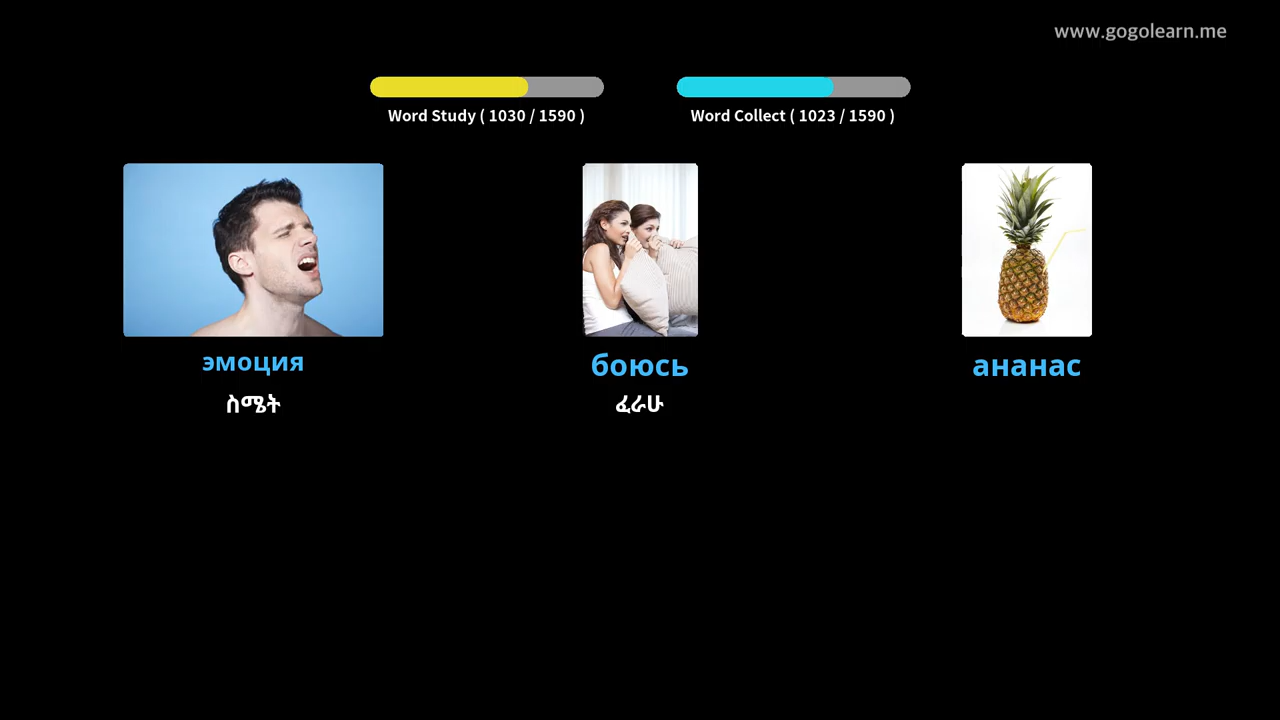 www.gogolearn.me
Word Study ( 1030 / 1590 )
Word Collect ( 1023 / 1590 )
эмоция
боюсь
ананас
ስሜት
ፈራሁ